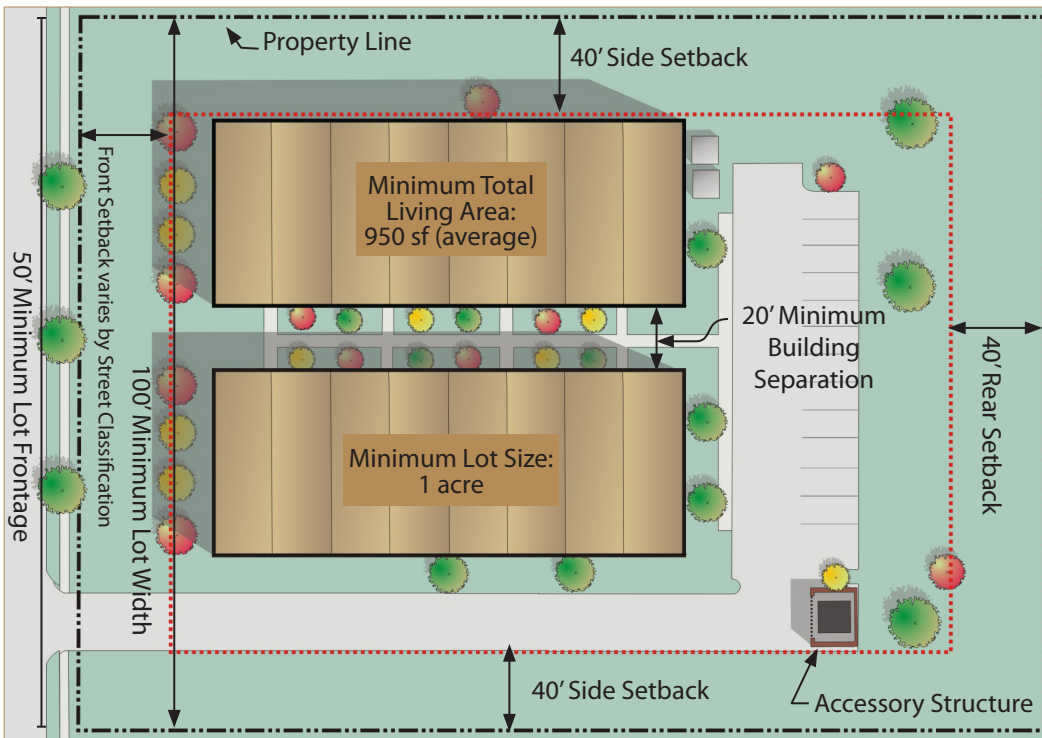 Property Line
40' Side Setback
Minimum Total
Living Area:
950 sf (average)
Front Setback varies by Street Classification
50' Minimum Lot Frontage
100' Minimum Lot Width
20' Minimum
Building
Separation
40' Rear Setback
Minimum Lot Size:
1 acre
40' Side Setback
Accessory Structure